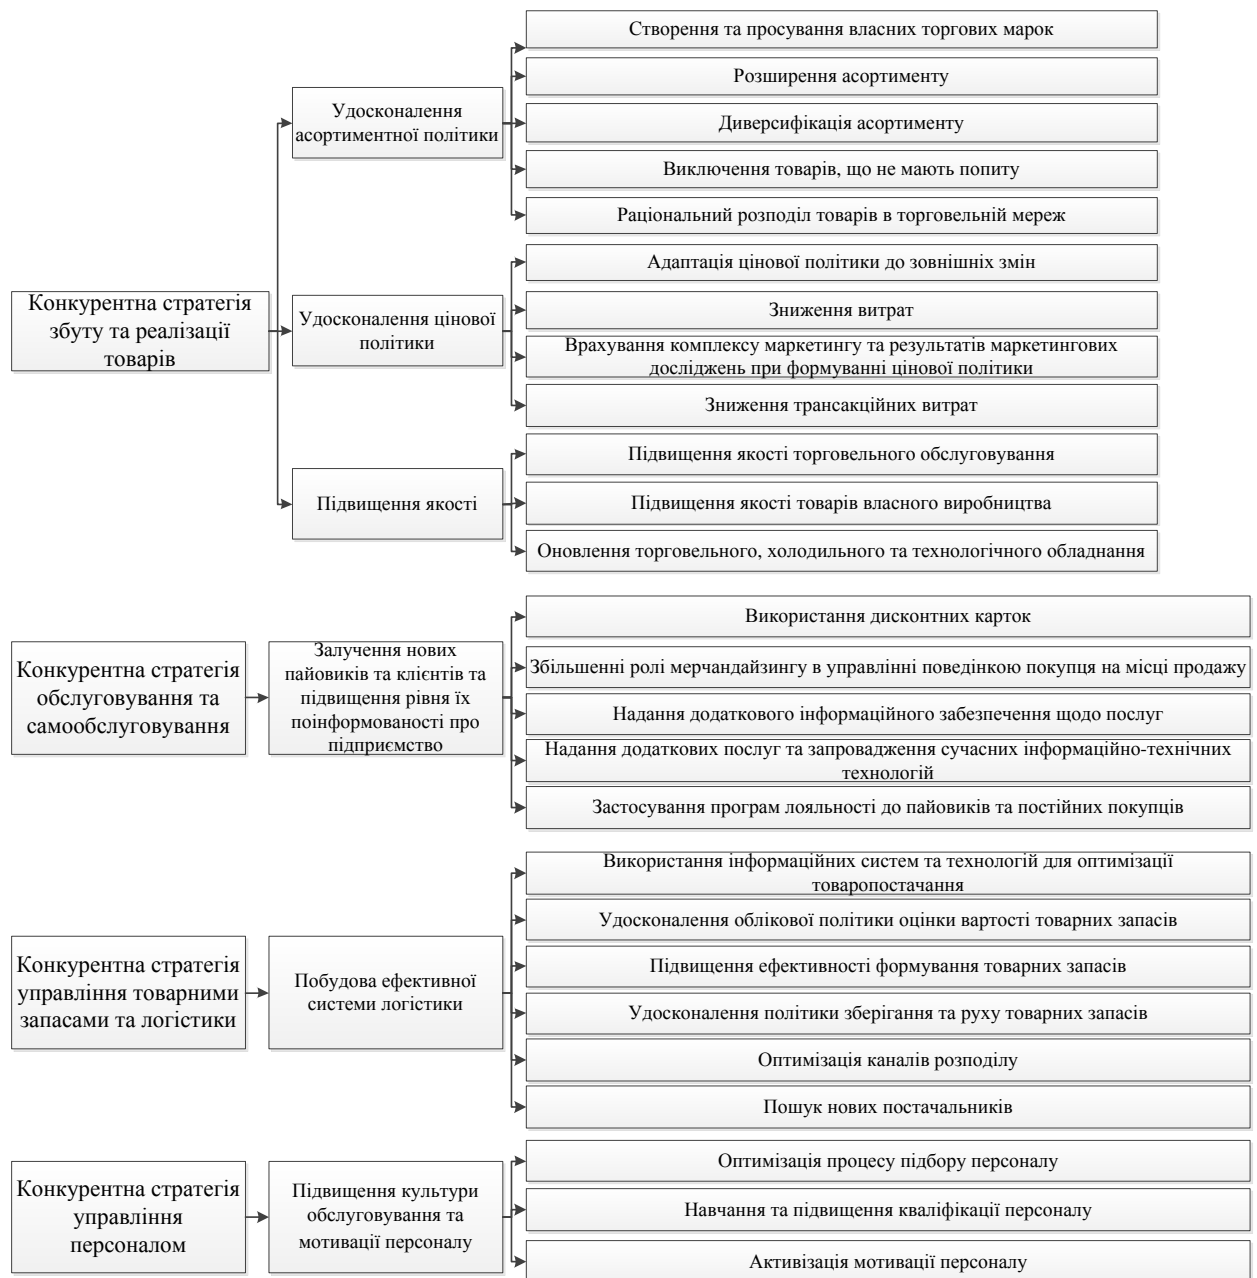 Створення та просування власних торгових марок
Розширення асортименту
Удосконалення
асортиментної політики
Диверсифікація асортименту
Виключення товарів, що не мають попиту
Раціональний розподіл товарів в торговельній мереж
Конкурентна стратегія
збуту та реалізації
товарів
Удосконалення цінової
політики
Адаптація цінової політики до зовнішніх змін
Зниження витрат
Врахування комплексу маркетингу та результатів маркетингових
досліджень при формуванні цінової політики
Зниження трансакційних витрат
Підвищення якості
Підвищення якості торговельного обслуговування
Підвищення якості товарів власного виробництва
Оновлення торговельного, холодильного та технологічного обладнання
Конкурентна стратегія
обслуговування та
самообслуговування
Залучення нових
пайовиків та клієнтів та
підвищення рівня їх
поінформованості про
підприємство
Використання дисконтних карток
Збільшенні ролі мерчандайзингу в управлінні поведінкою покупця на місці продажу
Надання додаткового інформаційного забезпечення щодо послуг
Надання додаткових послуг та запровадження сучасних інформаційно-технічних
технологій
Застосування програм лояльності до пайовиків та постійних покупців
Конкурентна стратегія
управління товарними
запасами та логістики
Побудова ефективної
системи логістики
Використання інформаційних систем та технологій для оптимізації
товаропостачання
Удосконалення облікової політики оцінки вартості товарних запасів
Підвищення ефективності формування товарних запасів
Удосконалення політики зберігання та руху товарних запасів
Оптимізація каналів розподілу
Пошук нових постачальників
Конкурентна стратегія
управління
персоналом
Підвищення культури
обслуговування та
мотивації персоналу
Оптимізація процесу підбору персоналу
Навчання та підвищення кваліфікації персоналу
Активізація мотивації персоналу